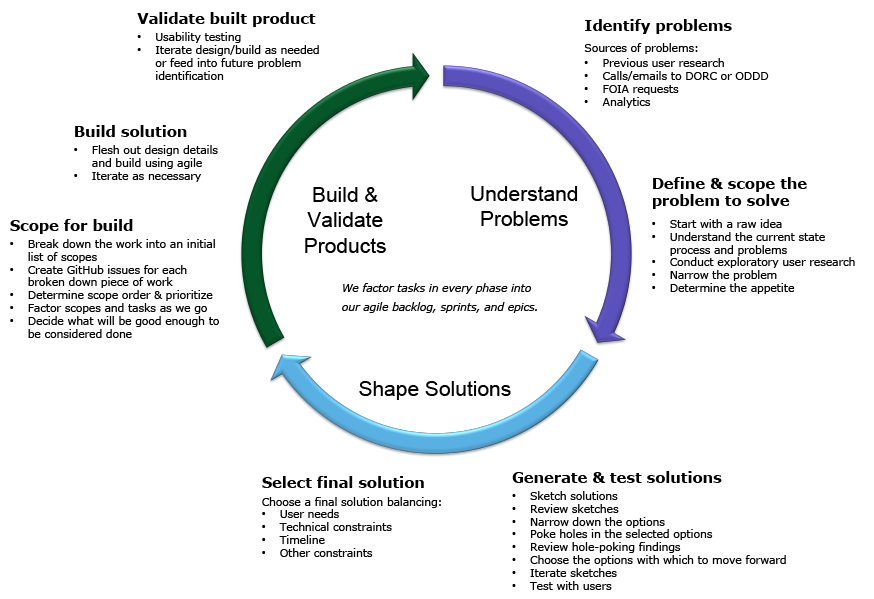 Validate built product
• Usability testing
• Iterate design/build as needed
or feed into future problem
identification
Identify problems
Sources of problems:
• Previous user research
• Calls/emails to DORC or ODDD
• FOIA requests
• Analytics
Build solution
• Flesh out design details
and build using agile
• Iterate as necessary
Define & scope the
problem to solve
• Start with a raw idea
• Understand the current state
process and problems
• Conduct exploratory user research
• Narrow the problem
• Determine the appetite
Scope for build
• Break down the work into an initial
list of scopes
• Create GitHub issues for each
broken down piece of work
• Determine scope order & prioritize
• Factor scopes and tasks as we go
• Decide what will be good enough to
be considered done
Build &
Validate
Products
Understand
Problems
We factor tasks in every phase into
our agile backlog, sprints, and epics.
Shape Solutions
Select final solution
Choose a final solution balancing:
• User needs
• Technical constraints
• Timeline
• Other constraints
Generate & test solutions
• Sketch solutions
• Review sketches
• Narrow down the options
• Poke holes in the selected options
• Review hole-poking findings
• Choose the options with which to move forward
• Iterate sketches
• Test with users